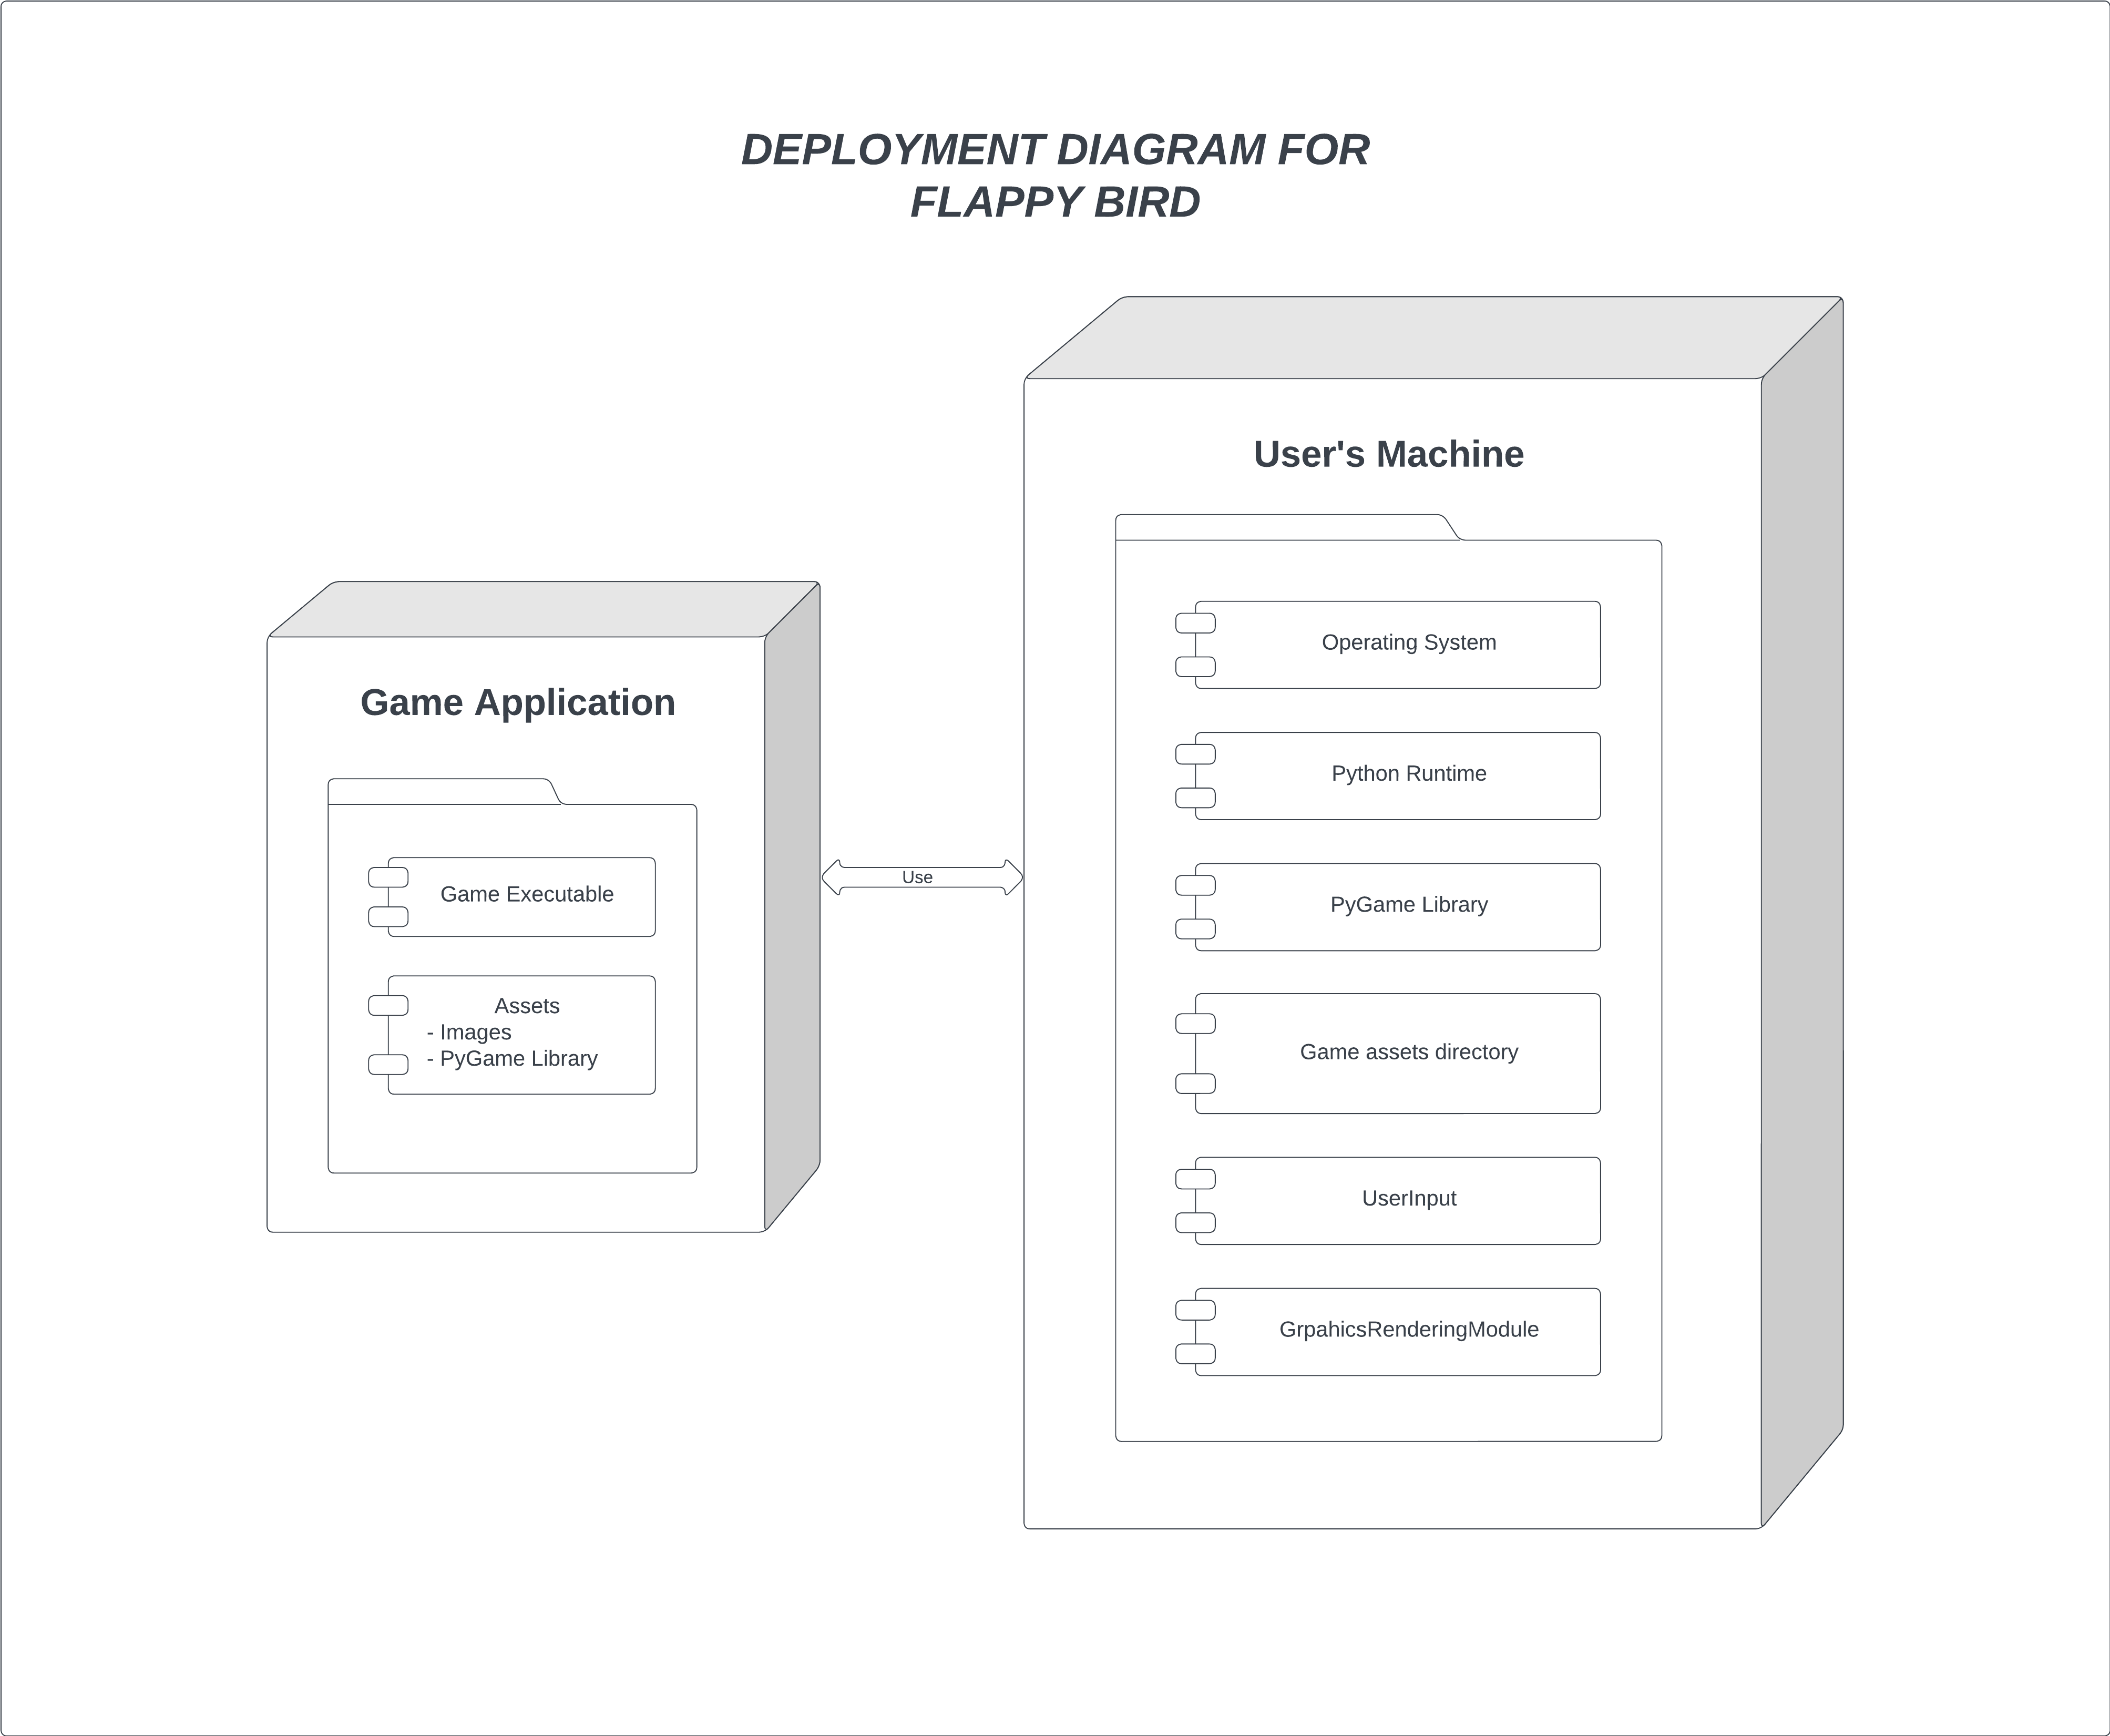 DEPLOYMENT DIAGRAM FOR
FLAPPY BIRD
Game Application
Game Executable
Assets
- Images
- PyGame Library
Use
User's Machine
Operating System
Python Runtime
PyGame Library
Game assets directory
UserInput
GrpahicsRenderingModule